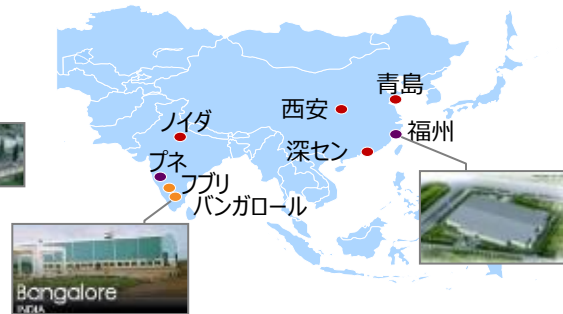 青島
西安
ノイダ
福州
深セン
プネ
フブリ
バンガロール
Bangalore
INDIA